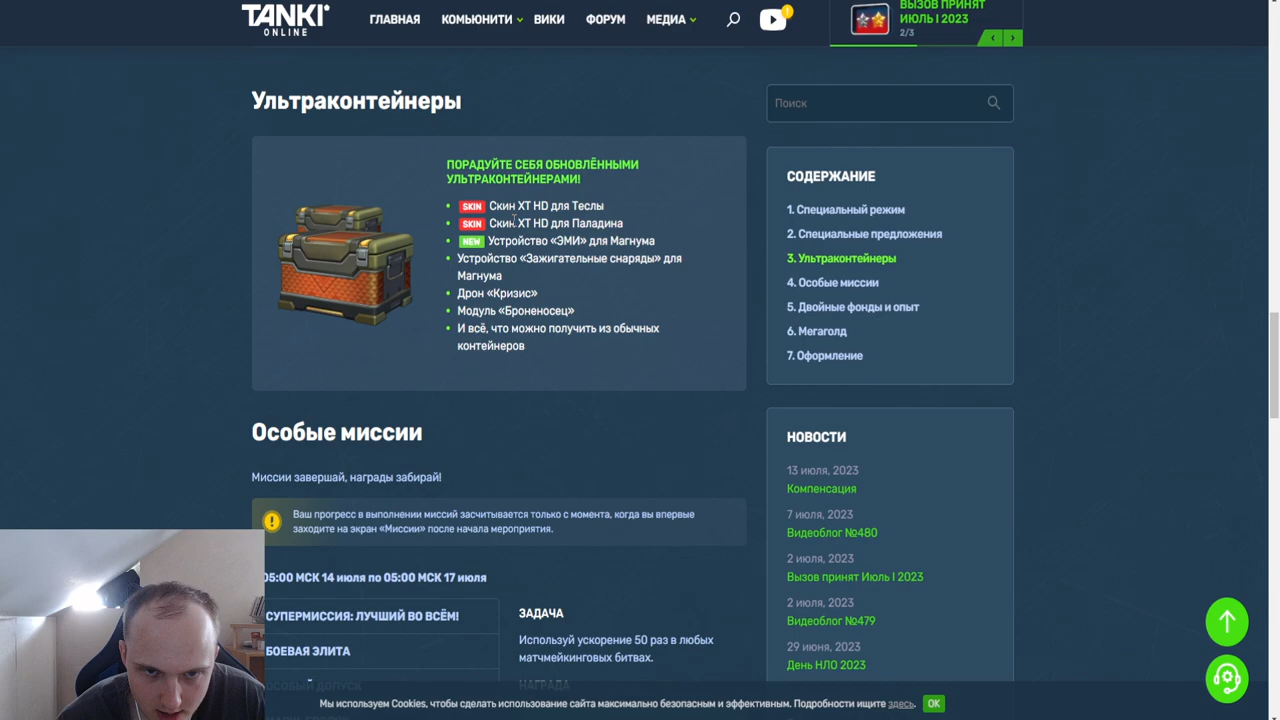 TANKI
ONLINE
ГЛАВНАЯ
КОМЬЮНИТИ
ВИКИ
ФОРУМ
МЕДИА
ВЫЗОВ ПРИНЯТ
ИЮЛЬ I 2023
2/3
Ультраконтейнеры
ПОРАДУЙТЕ СЕБЯ ОБНОВЛЁННЫМИ
УЛЬТРАКОНТЕЙНЕРАМИ!
SKIN Скин XT HD для Теслы
SKIN Скин XT HD для Паладина
NEW Устройство «ЭМИ» для Магнума
Устройство «Зажигательные снаряды» для
Магнума
Дрон «Кризис»
Модуль «Броненосец»
И всё, что можно получить из обычных
контейнеров
Особые миссии
Миссии завершай, награды забирай!
Ваш прогресс в выполнении миссий засчитывается только с момента, когда вы впервые
заходите на экран «Миссии» после начала мероприятия.
05:00 МСК 14 июля по 05:00 МСК 17 июля
СУПЕРМИССИЯ: ЛУЧШИЙ ВО ВСЁМ!
БОЕВАЯ ЭЛИТА
ЗАДАЧА
Используй ускорение 50 раз в любых
матчмейкинговых битвах.
НАГРАДА
Поиск
СОДЕРЖАНИЕ
1. Специальный режим
2. Специальные предложения
3. Ультраконтейнеры
4. Особые миссии
5. Двойные фонды и опыт
6. Мегаголд
7. Оформление
НОВОСТИ
13 июля, 2023
Компенсация
7 июля, 2023
Видеоблог №480
2 июля, 2023
Вызов принят Июль I 2023
2 июля, 2023
Видеоблог №479
29 июня, 2023
День НЛО 2023
Мы используем Cookies, чтобы сделать использование сайта максимально безопасным и эффективным. Подробности ищите здесь.
OK